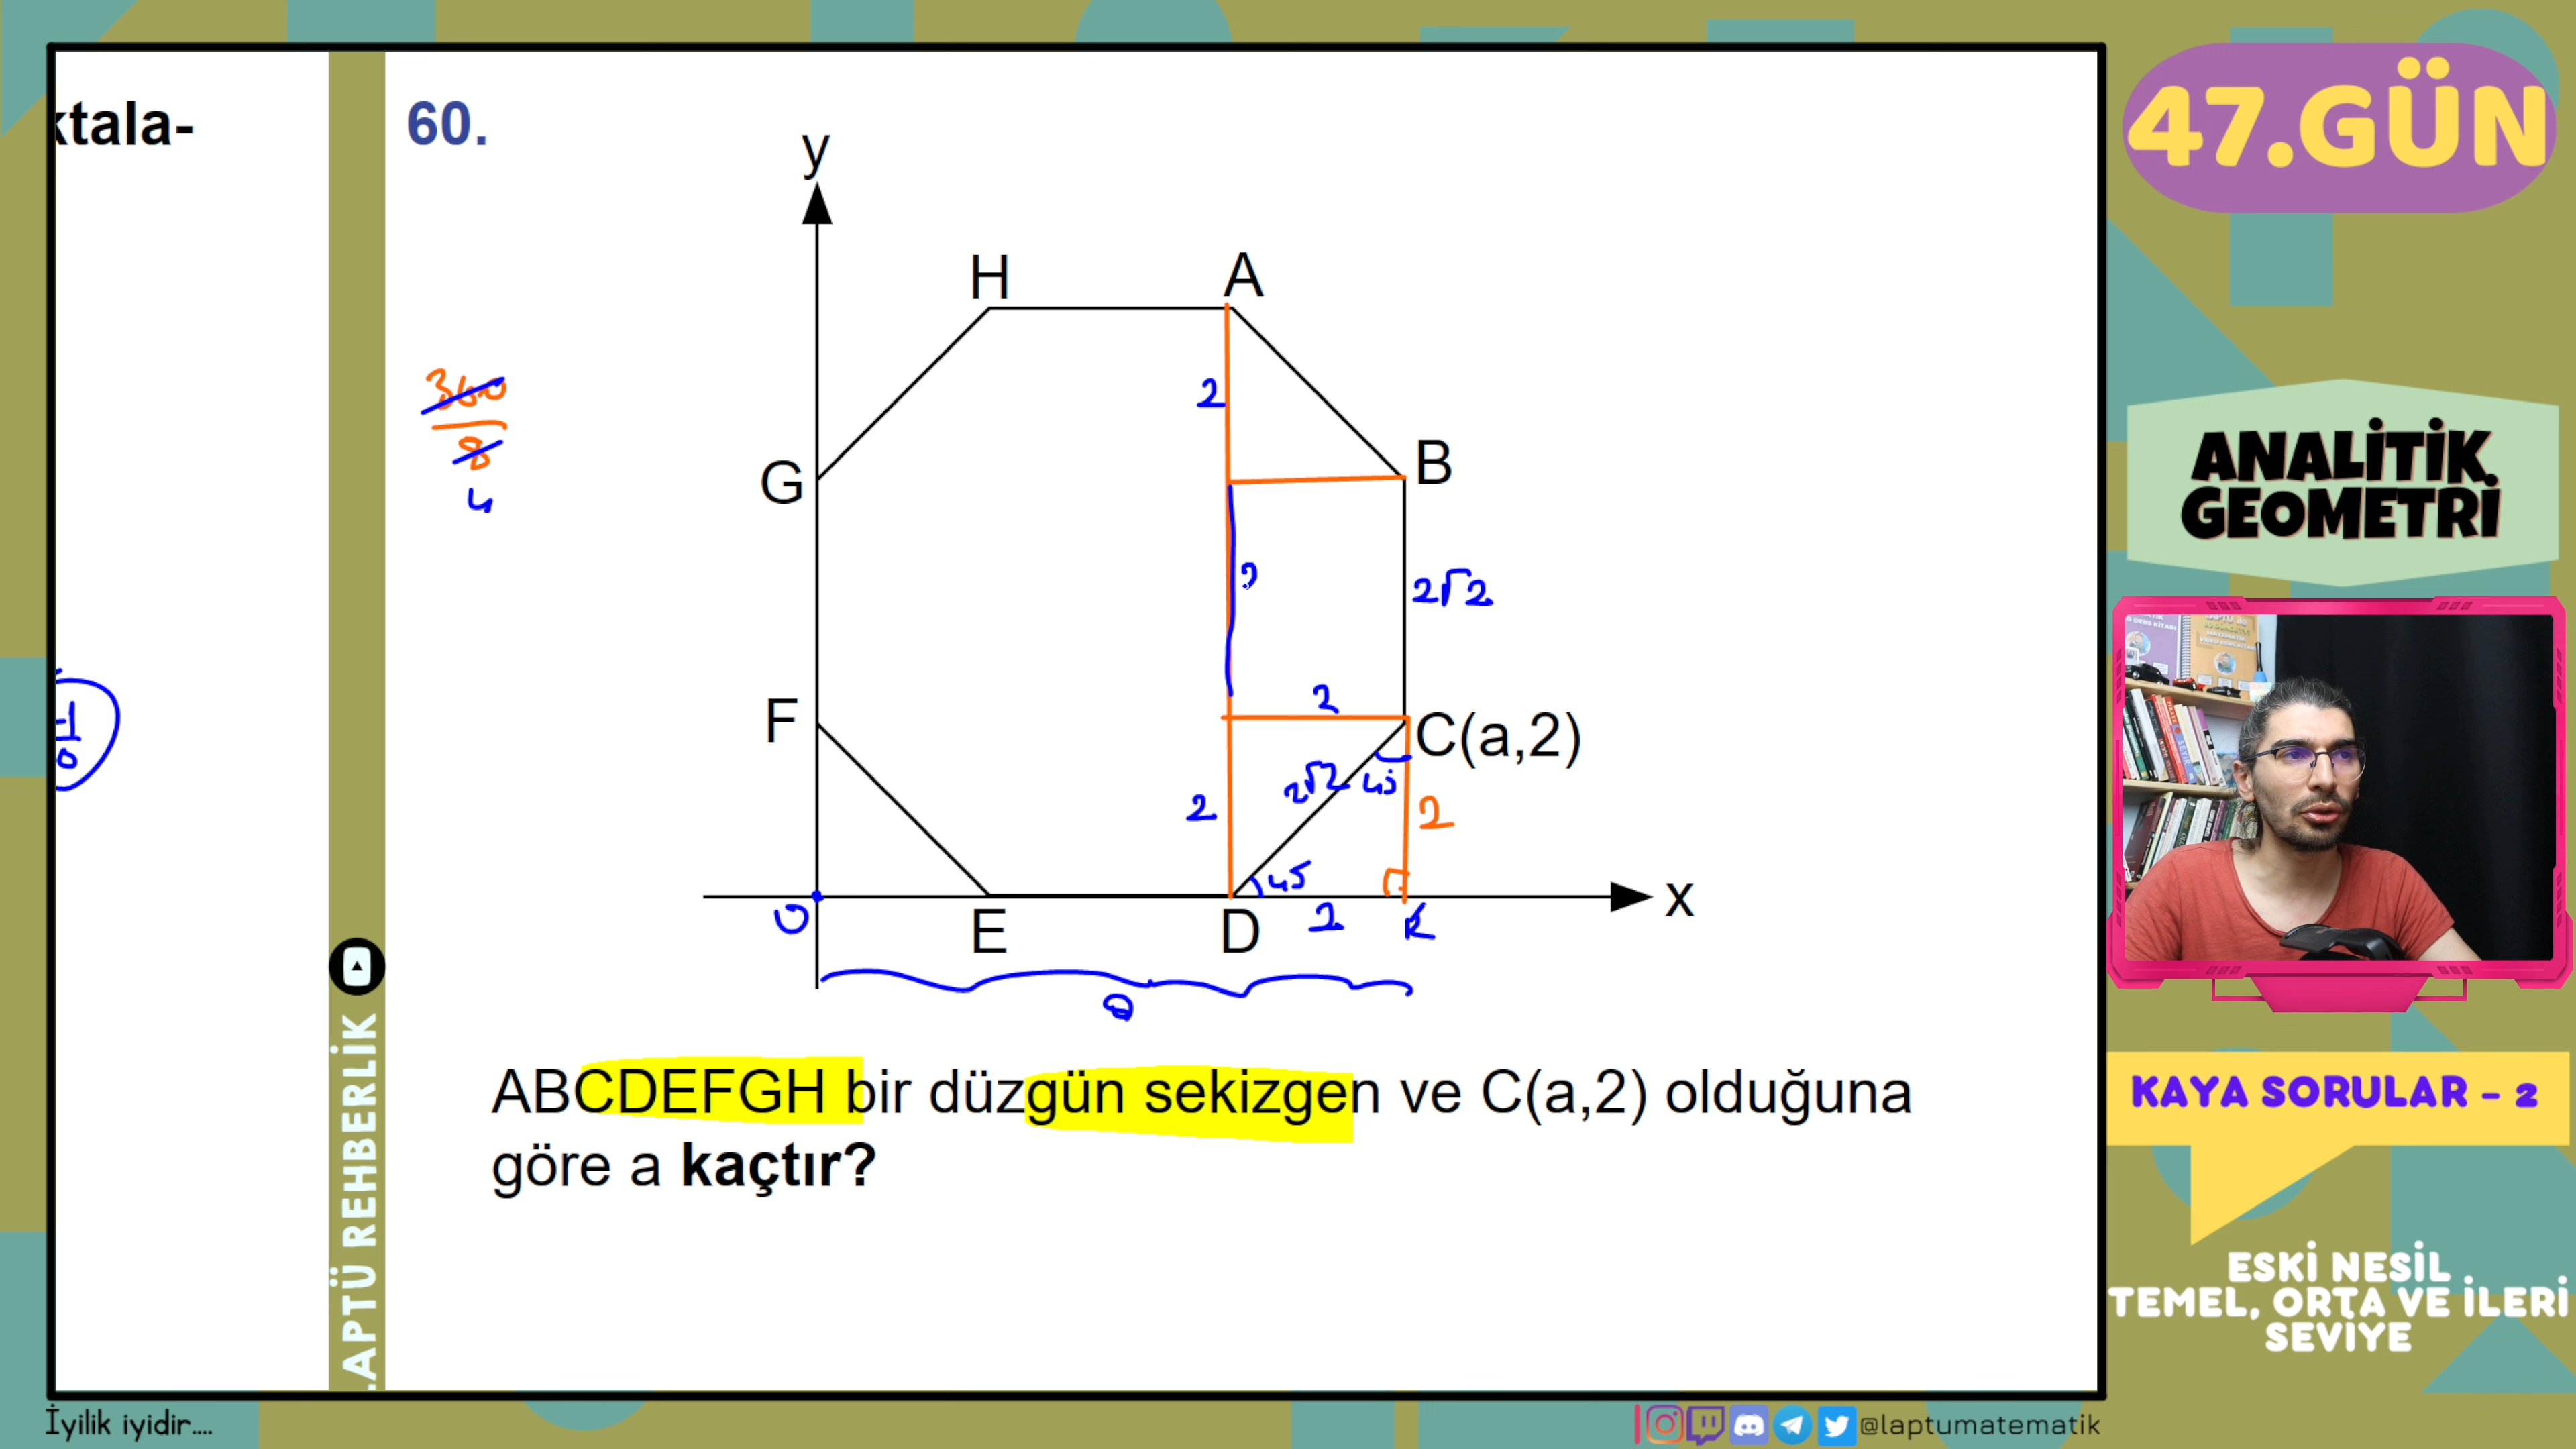 ktala-
60.
y
H
A
360
8
4
2
G
B
2√2
2
F
C(a,2)
2√2
45
2
2
45
O
E
D
2
K
x
a
ABCDEFGH bir düzgün sekizgen ve C(a,2) olduğuna
göre a kaçtır?
LAPTÜ REHBERLİK
47.GÜN
ANALİTİK
GEOMETRİ
KAYA SORULAR - 2
ESKİ NESİL
TEMEL, ORTA VE İLERİ
SEVİYE
İyilik iyidir....
@laptumatematik